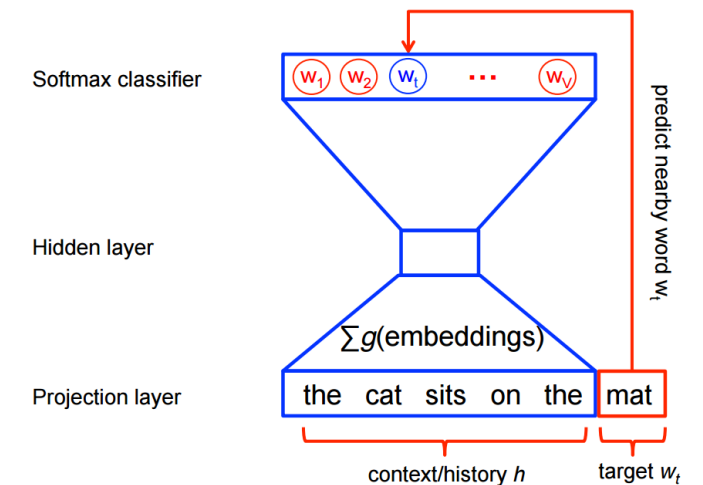 Softmax classifier
w1 w2 wt ... wV
predict nearby word wt
Hidden layer
∑g(embeddings)
Projection layer
the cat sits on the mat
context/history h
target wt